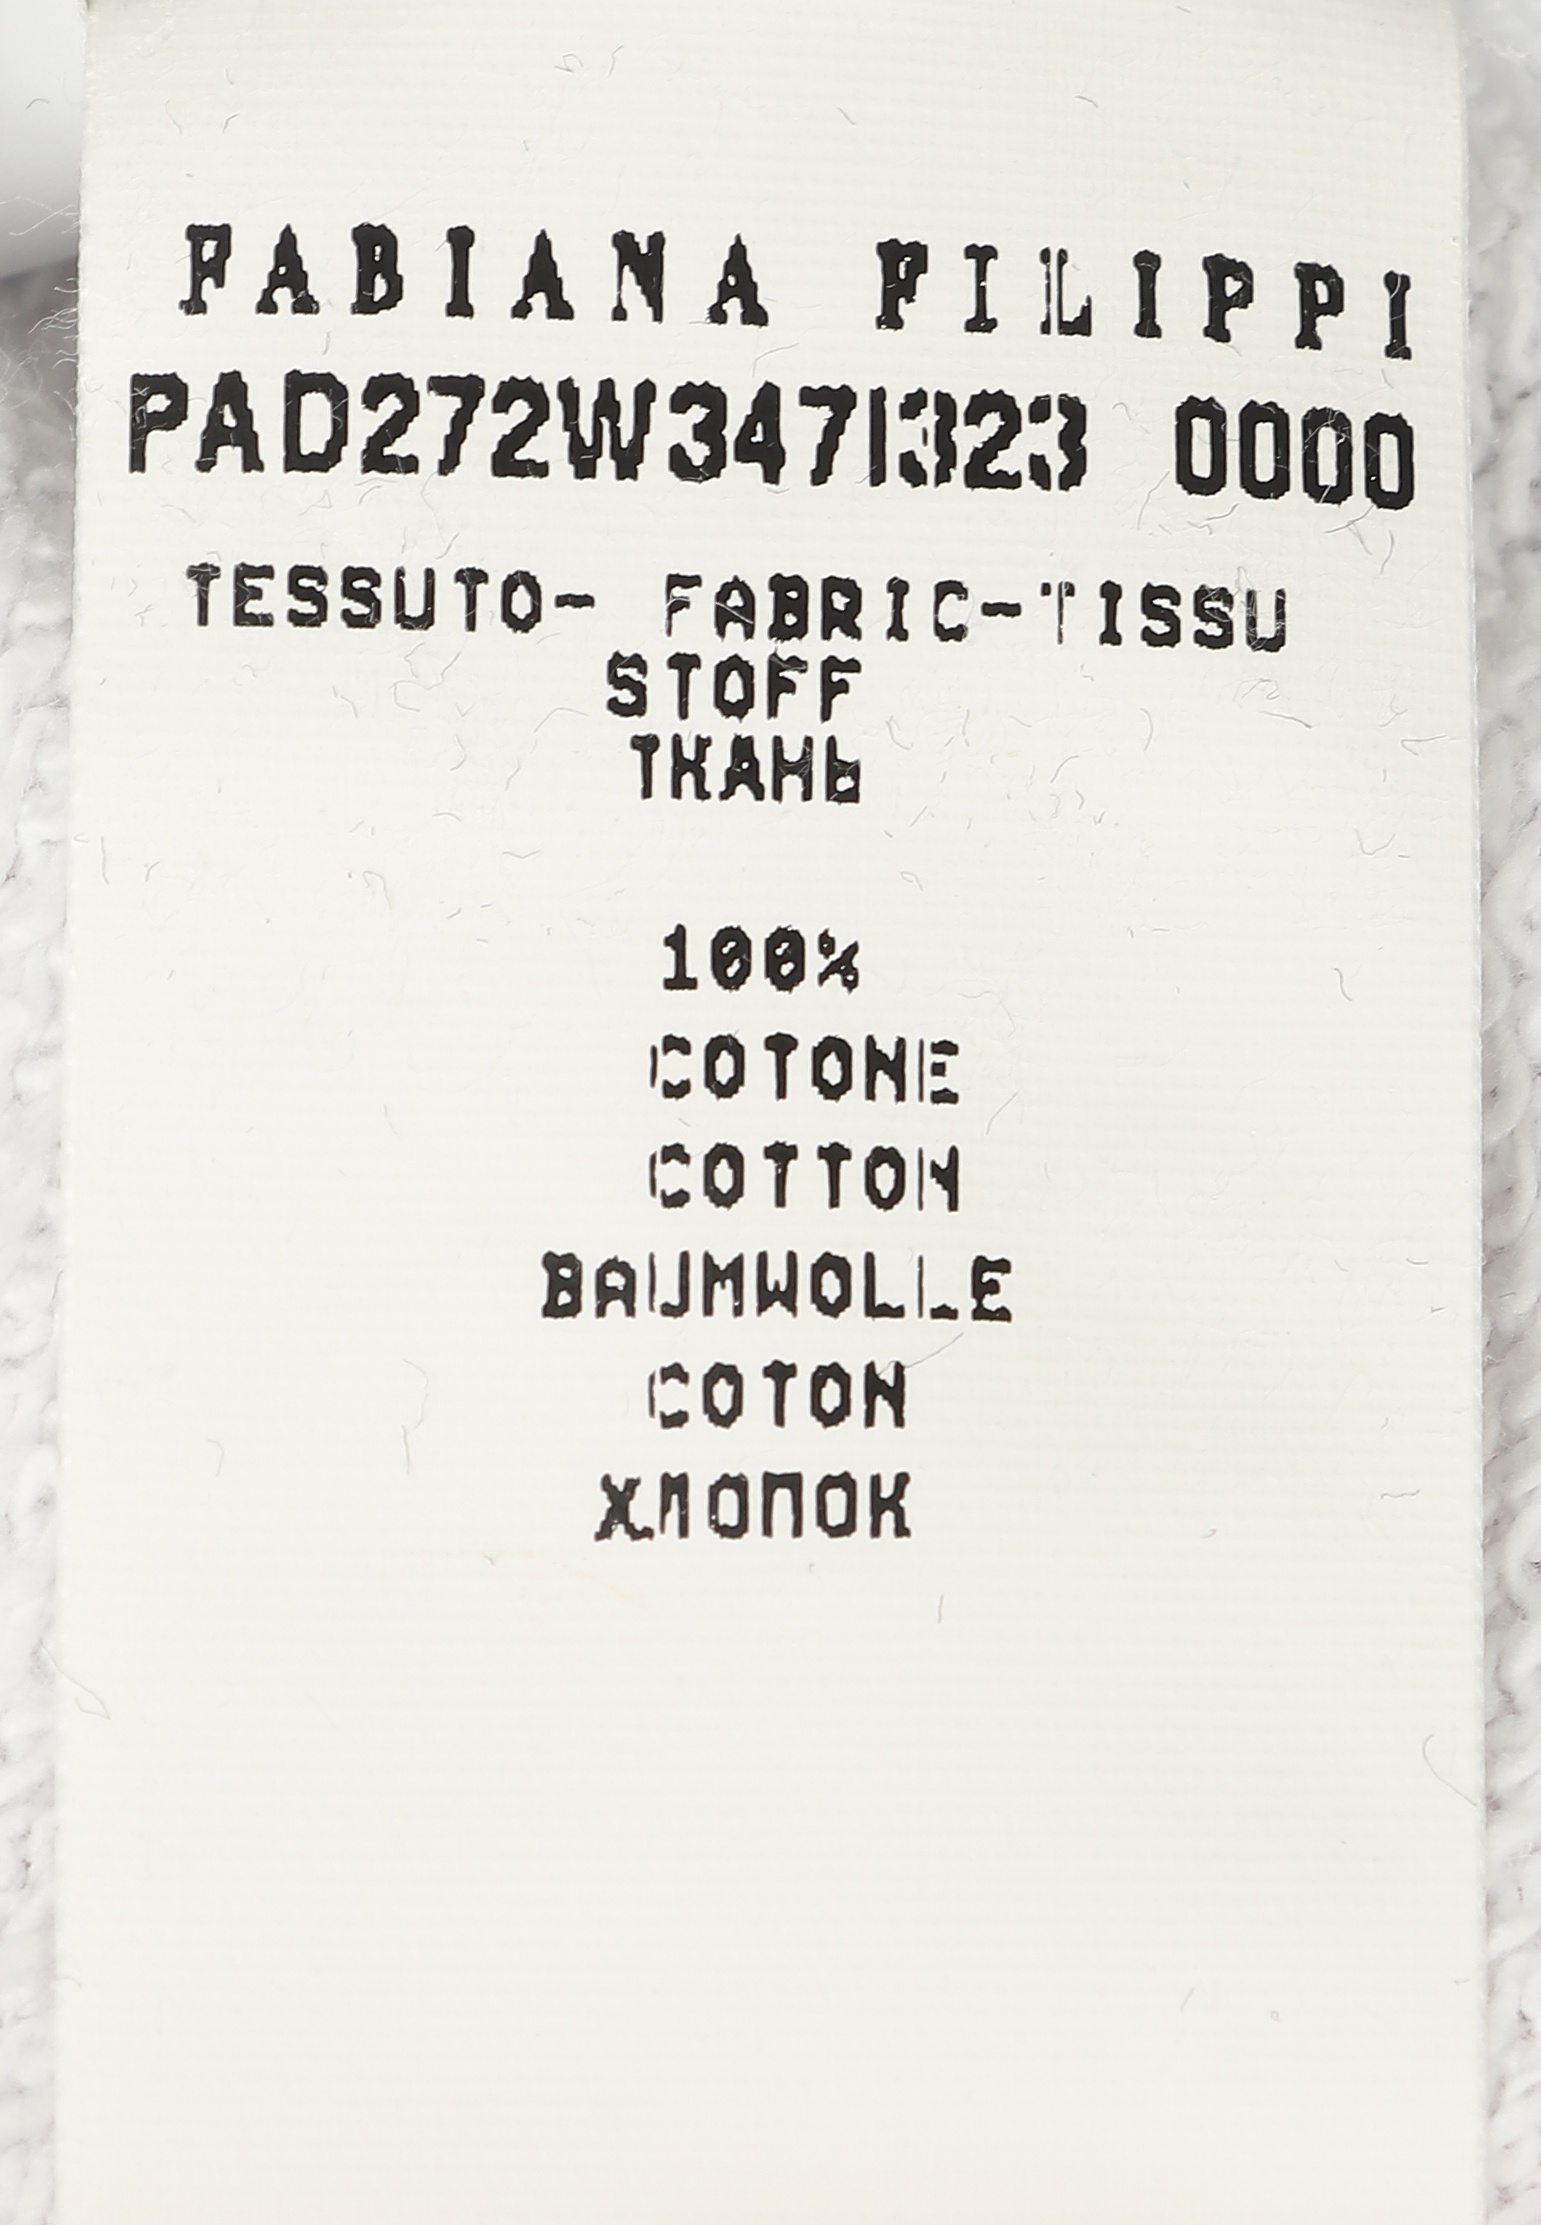 FABIANA FILIPPI
PAD272W347I323 0000
TESSUTO- FABRIC-TISSU
STOFF
ТКАНЬ
100%
COTONE
COTTON
BAUMWOLLE
COTON
ХЛОПОК